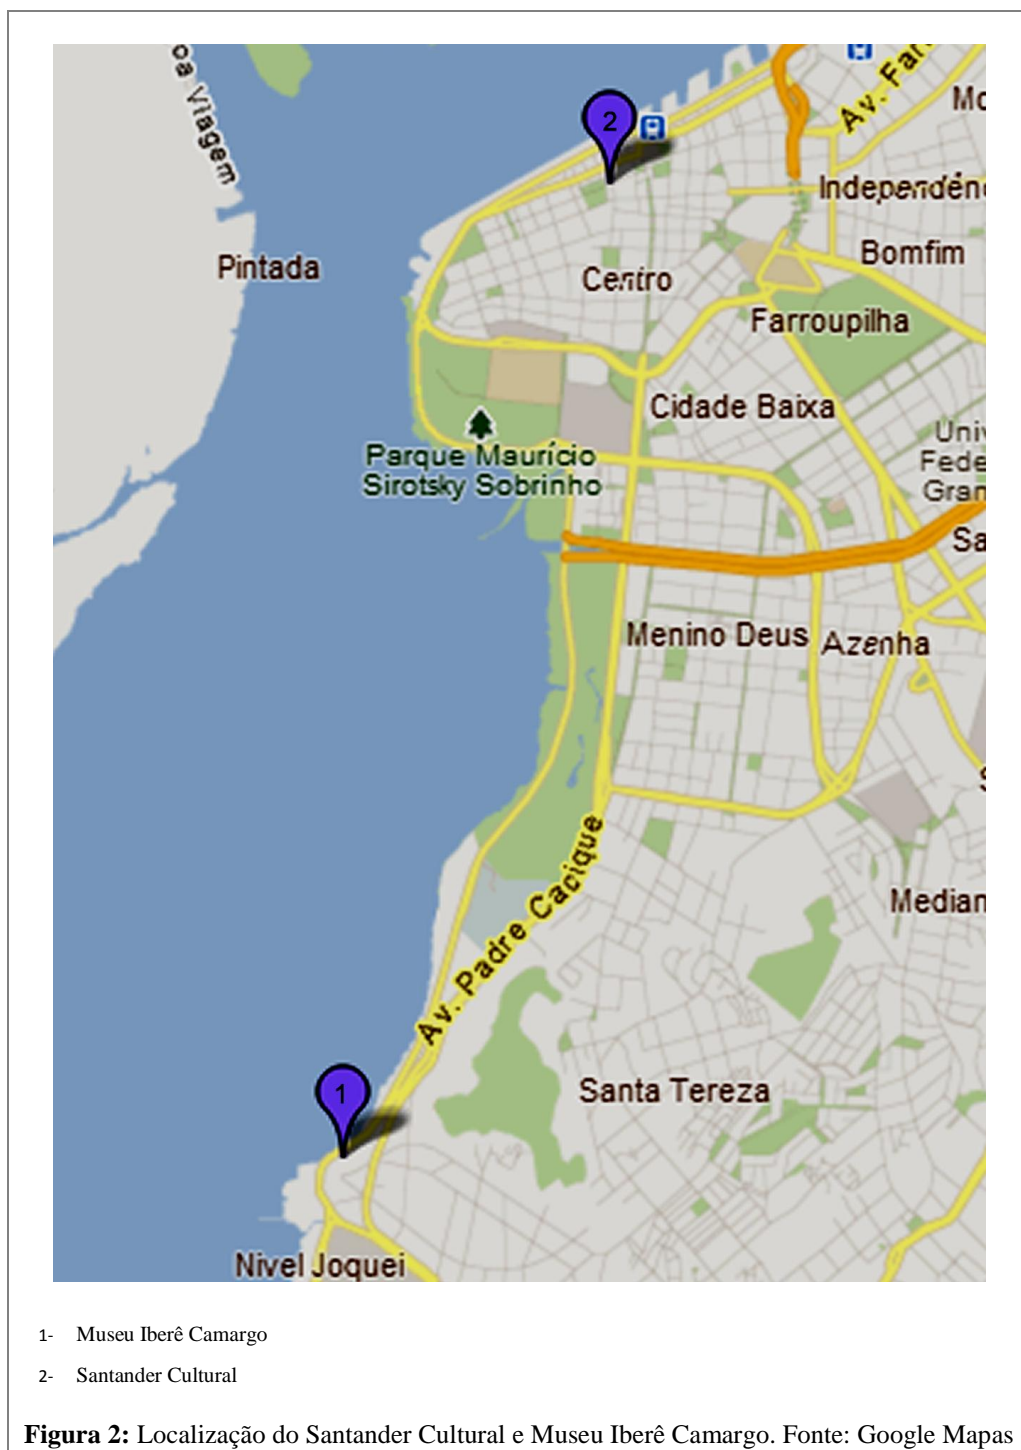 oa Viagem
2
Av. Far
Mo
Independên
Pintada
Bomfim
Centro
Farroupilha
Cidade Baixa
Univ
Parque Maurício
Fede
Sirotsky Sobrinho
Gran
Sa
Menino Deus
Azenha
S
Av. Padre Cacique
Median
1
Santa Tereza
Nivel Joquei
1- Museu Iberê Camargo
2- Santander Cultural
Figura 2: Localização do Santander Cultural e Museu Iberê Camargo. Fonte: Google Mapas